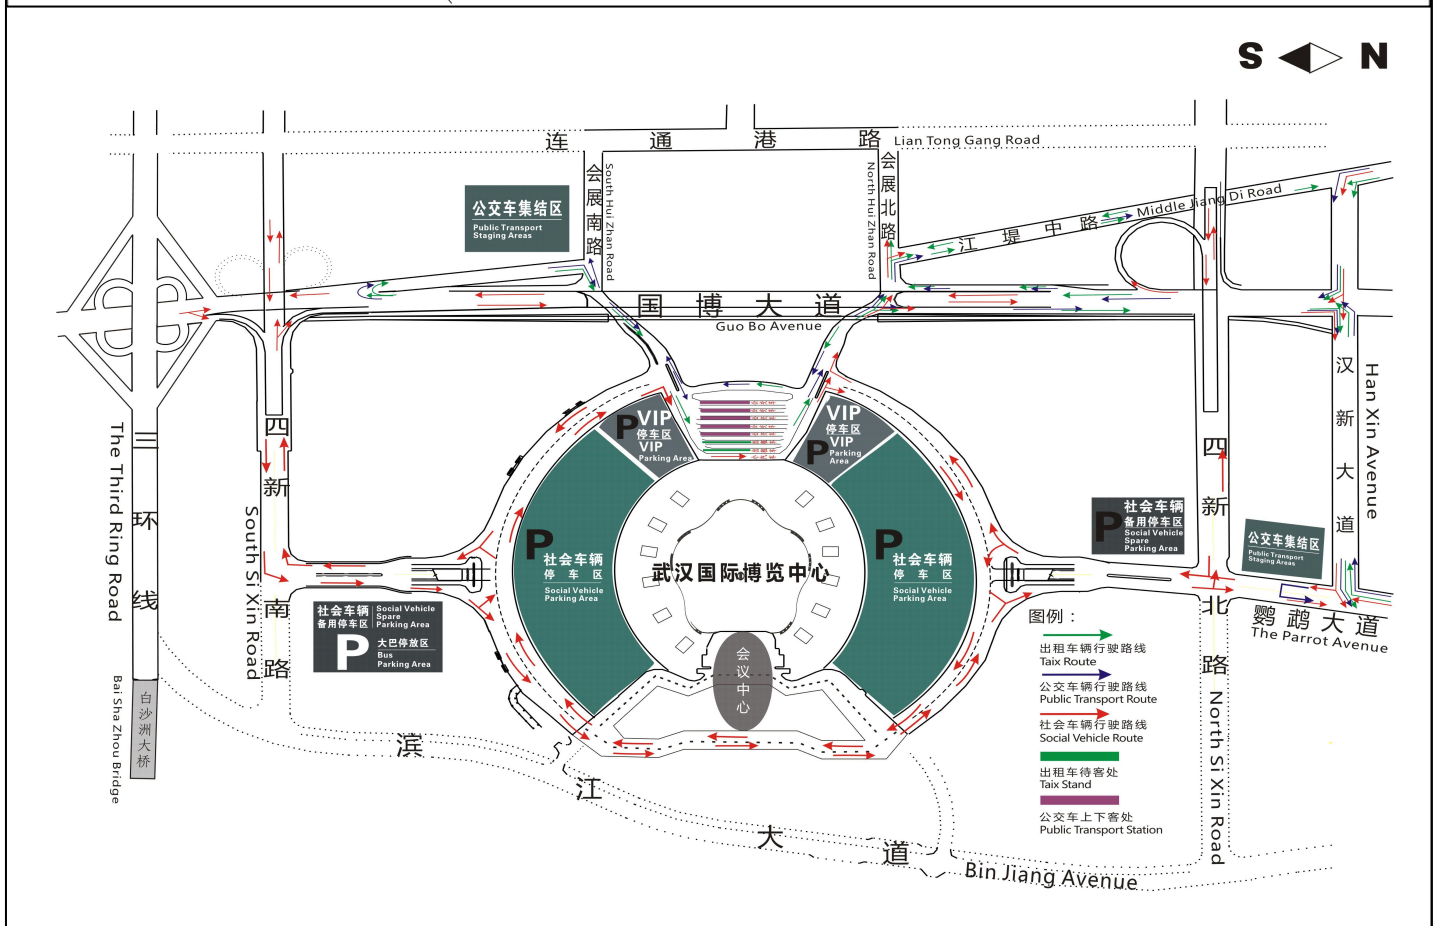 S N
连通港路
Lian Tong Gang Road
会展南路
South Hui Zhan Road
会展北路
North Hui Zhan Road
公交车集结区
Public Transport
Staging Areas
江堤中路
Middle Jiang Di Road
国博大道
Guo Bo Avenue
汉新大道
Han Xin Avenue
三环线
The Third Ring Road
四新南路
South Si Xin Road
四新北路
North Si Xin Road
P
VIP
停车区
VIP
Parking Area
VIP
停车区
P
VIP
Parking
Area
P
社会车辆
停车区
Social Vehicle
Parking Area
P
社会车辆
停车区
Social Vehicle
Parking Area
武汉国际博览中心
会议中心
P
社会车辆
备用停车区
Social Vehicle
Spare
Parking Area
公交车集结区
Public Transport
Staging Areas
鹦鹉大道
The Parrot Avenue
社会车辆
备用停车区
Social Vehicle
Spare
Parking Area
P
大巴停放区
Bus
Parking Area
白沙洲大桥
Bai Sha Zhou Bridge
滨江大道
Bin Jiang Avenue
图例：
出租车辆行驶路线
Taix Route
公交车辆行驶路线
Public Transport Route
社会车辆行驶路线
Social Vehicle Route
出租车待客处
Taix Stand
公交车上下客处
Public Transport Station